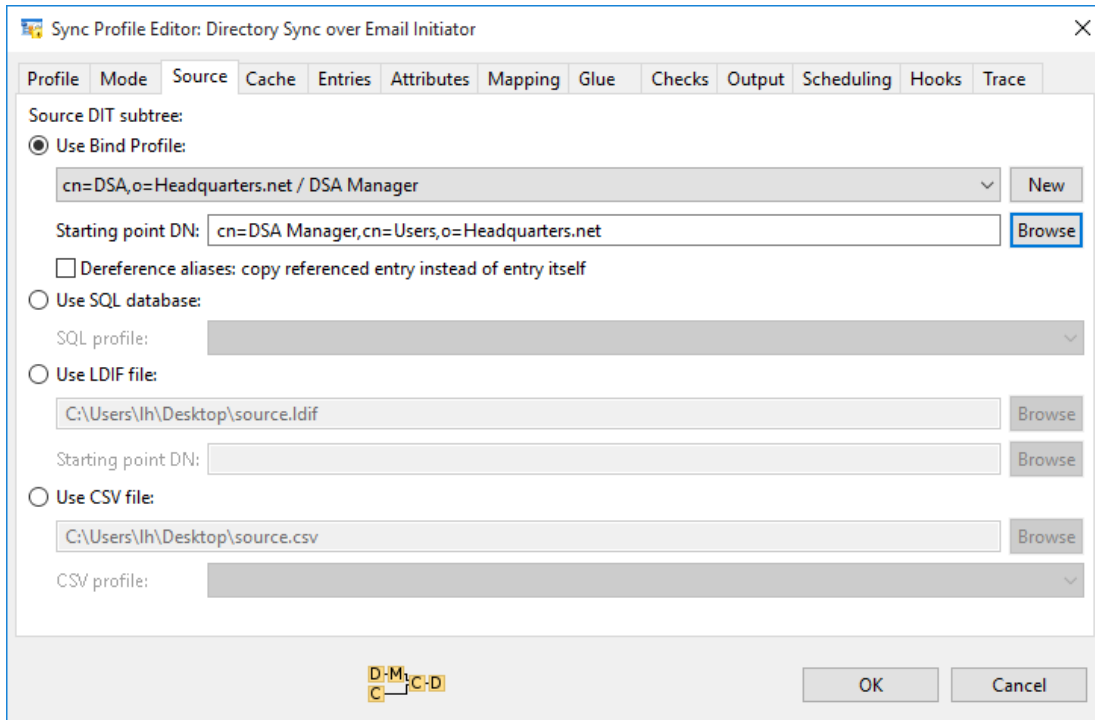 Sync Profile Editor: Directory Sync over Email Initiator
Profile Mode Source Cache Entries Attributes Mapping Glue Checks Output Scheduling Hooks Trace
Source DIT subtree:
Use Bind Profile:
cn=DSA,o=Headquarters.net / DSA Manager New
Starting point DN: cn=DSA Manager,cn=Users,o=Headquarters.net Browse
Dereference aliases: copy referenced entry instead of entry itself
Use SQL database:
SQL profile:
Use LDIF file:
C:\Users\lh\Desktop\source.ldif Browse
Starting point DN: Browse
Use CSV file:
C:\Users\lh\Desktop\source.csv Browse
CSV profile:
D-M
C C-D
OK Cancel